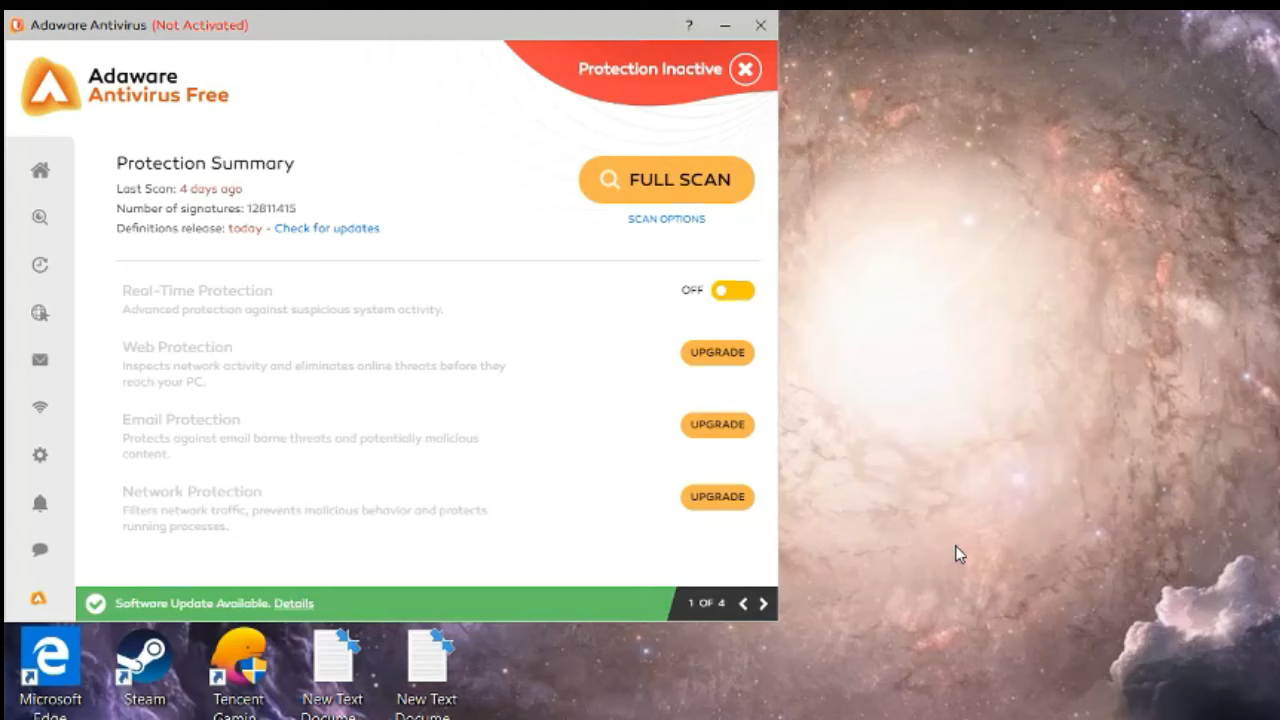 Adaware Antivirus (Not Activated)
?
Adaware
Antivirus Free
Protection Inactive
Protection Summary
Last Scan: 4 days ago
Number of signatures: 12811415
Definitions release: today - Check for updates
FULL SCAN
SCAN OPTIONS
Real-Time Protection
Advanced protection against suspicious system activity.
OFF
Web Protection
Inspects network activity and eliminates online threats before they
reach your PC.
UPGRADE
Email Protection
Protects against email borne threats and potentially malicious
content.
UPGRADE
Network Protection
Filters network traffic, prevents malicious behavior and protects
running processes.
UPGRADE
Software Update Available. Details
1 OF 4
Microsoft
Edge
Steam
Tencent
Gamin...
New Text
Docume...
New Text
Docume...